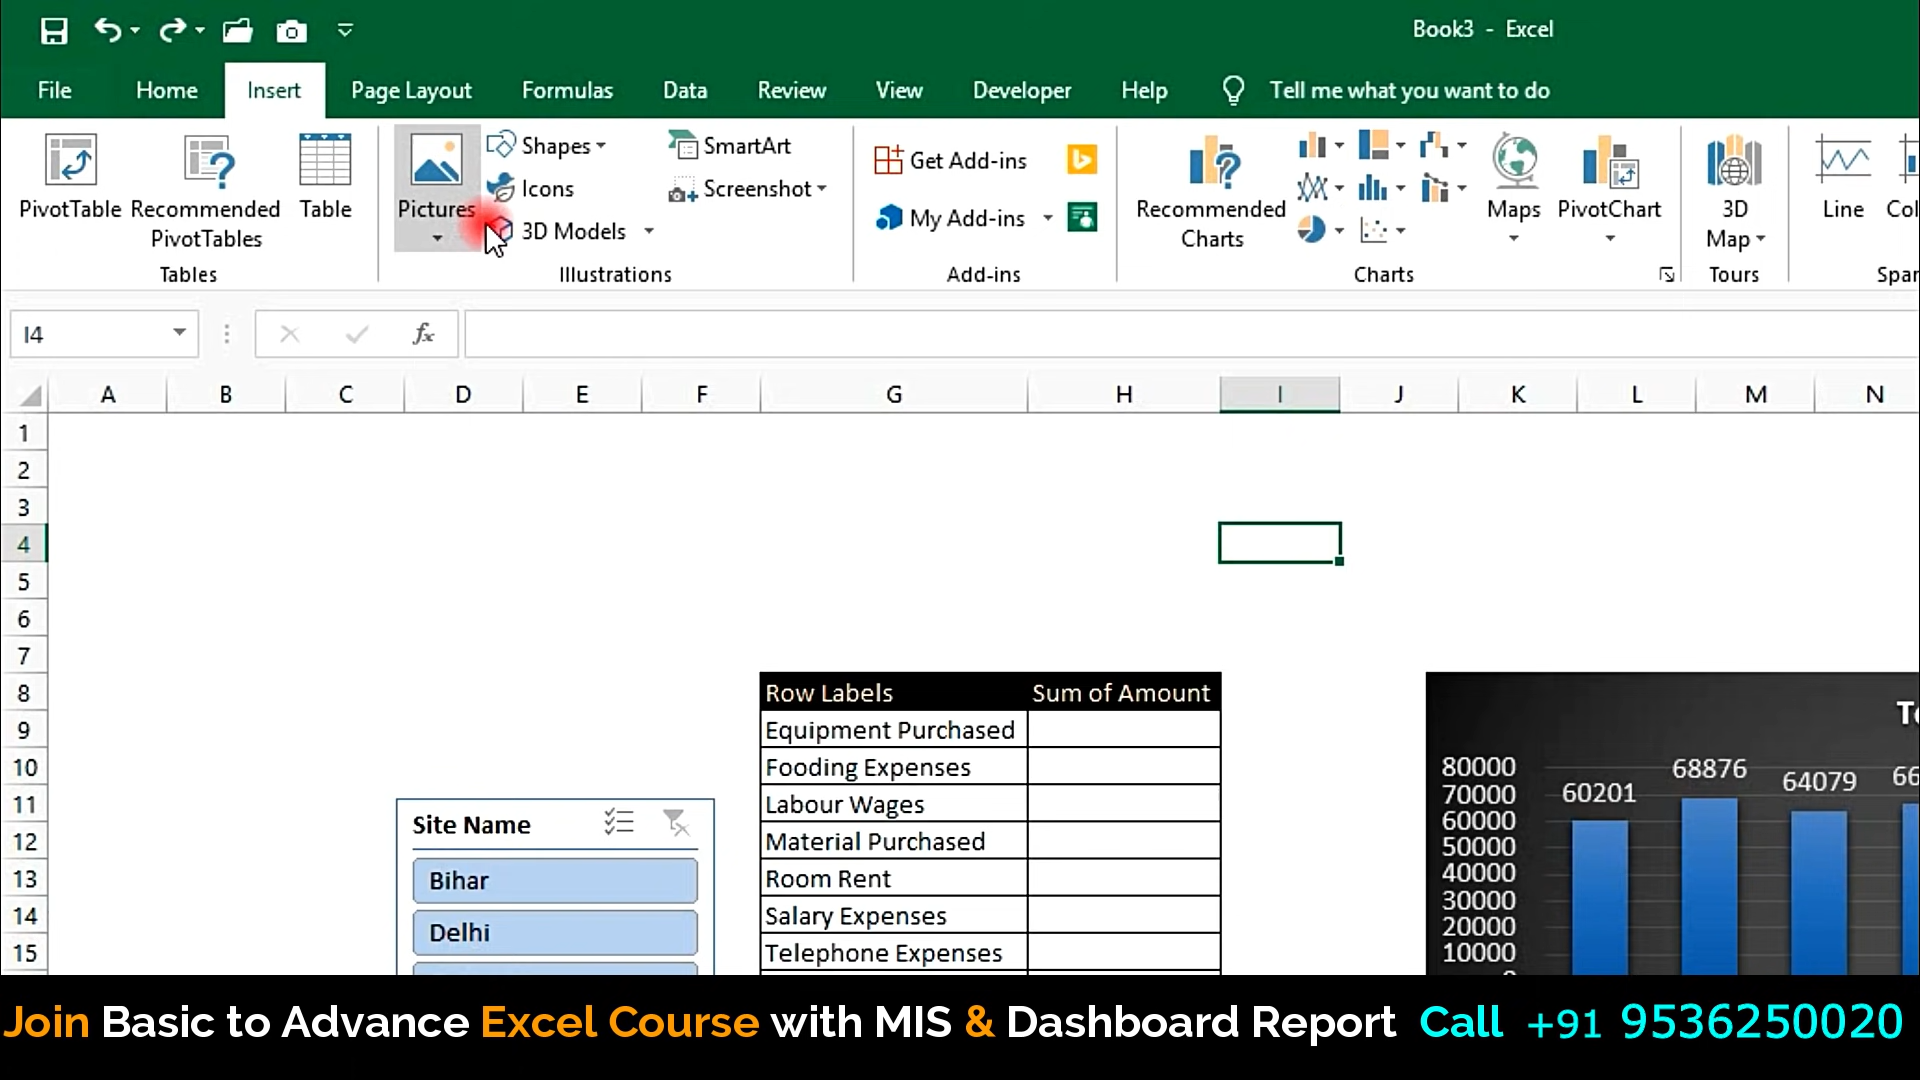 Book3 - Excel
File Home Insert Page Layout Formulas Data Review View Developer Help Tell me what you want to do
PivotTable
Recommended
PivotTables
Table
Tables
Pictures
Shapes
Icons
3D Models
SmartArt
Screenshot
Illustrations
Get Add-ins
My Add-ins
Add-ins
Recommended
Charts
Maps
PivotChart
Charts
3D
Map
Tours
Line
I4
fx
A B C D E F G H I J K L M N
1
2
3
4
5
6
7
8
9
10
11
12
13
14
15
Site Name
Bihar
Delhi
Row Labels Sum of Amount
Equipment Purchased
Fooding Expenses
Labour Wages
Material Purchased
Room Rent
Salary Expenses
Telephone Expenses
80000
70000
60000
50000
40000
30000
20000
10000
60201
68876
64079
Join Basic to Advance Excel Course with MIS & Dashboard Report Call +91 9536250020